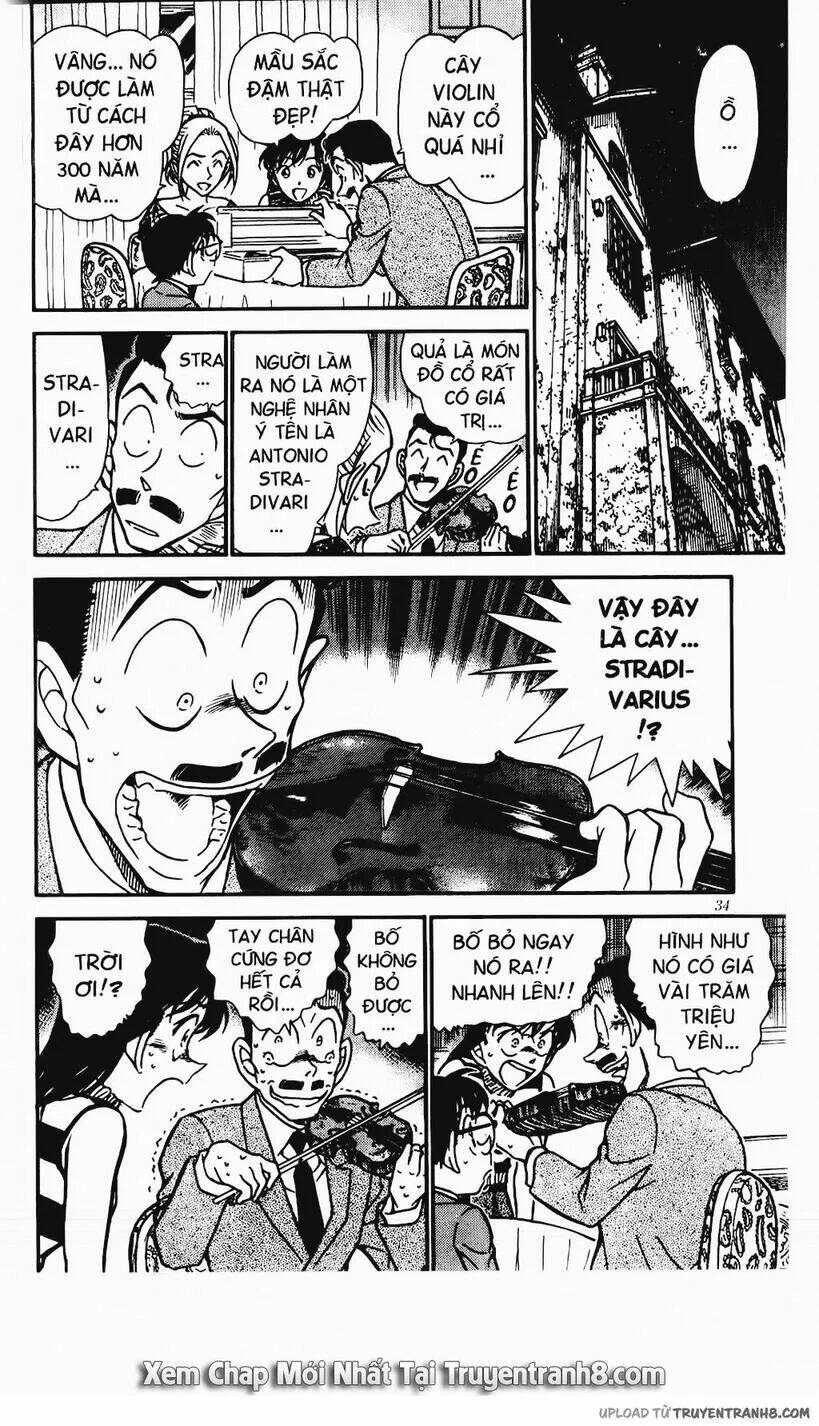 Ồ
...
CÂY
VIOLIN
NÀY CỔ
QUÁ NHỈ
...
MẦU SẮC
ĐẬM THẬT
ĐẸP!
VÂNG... NÓ
ĐƯỢC LÀM
TỪ CÁCH
ĐÂY HƠN
300 NĂM
MÀ...
QUẢ LÀ MÓN
ĐỒ CỔ RẤT
CÓ GIÁ
TRỊ...
ÉO
ÉO
NGƯỜI LÀM
RA NÓ LÀ MỘT
NGHỆ NHÂN
Ý TÊN LÀ
ANTONIO
STRA-
DIVARI
...
STRA
...
STRA-
DI-
VARI
...
VẬY ĐÂY
LÀ CÂY...
STRADI-
VARIUS
!?
34
HÌNH NHƯ
NÓ CÓ GIÁ
VÀI TRĂM
TRIỆU
YÊN...
BỐ BỎ NGAY
NÓ RA!!
NHANH LÊN!!
BỐ
KHÔNG
BỎ
ĐƯỢC
...
TAY CHÂN
CỨNG ĐƠ
HẾT CẢ
RỒI...
TRỜI
ƠI!?
Xem Chap Mới Nhất Tại Truyentranh8.com
UPLOAD TỪ TRUYENTRANH8.COM